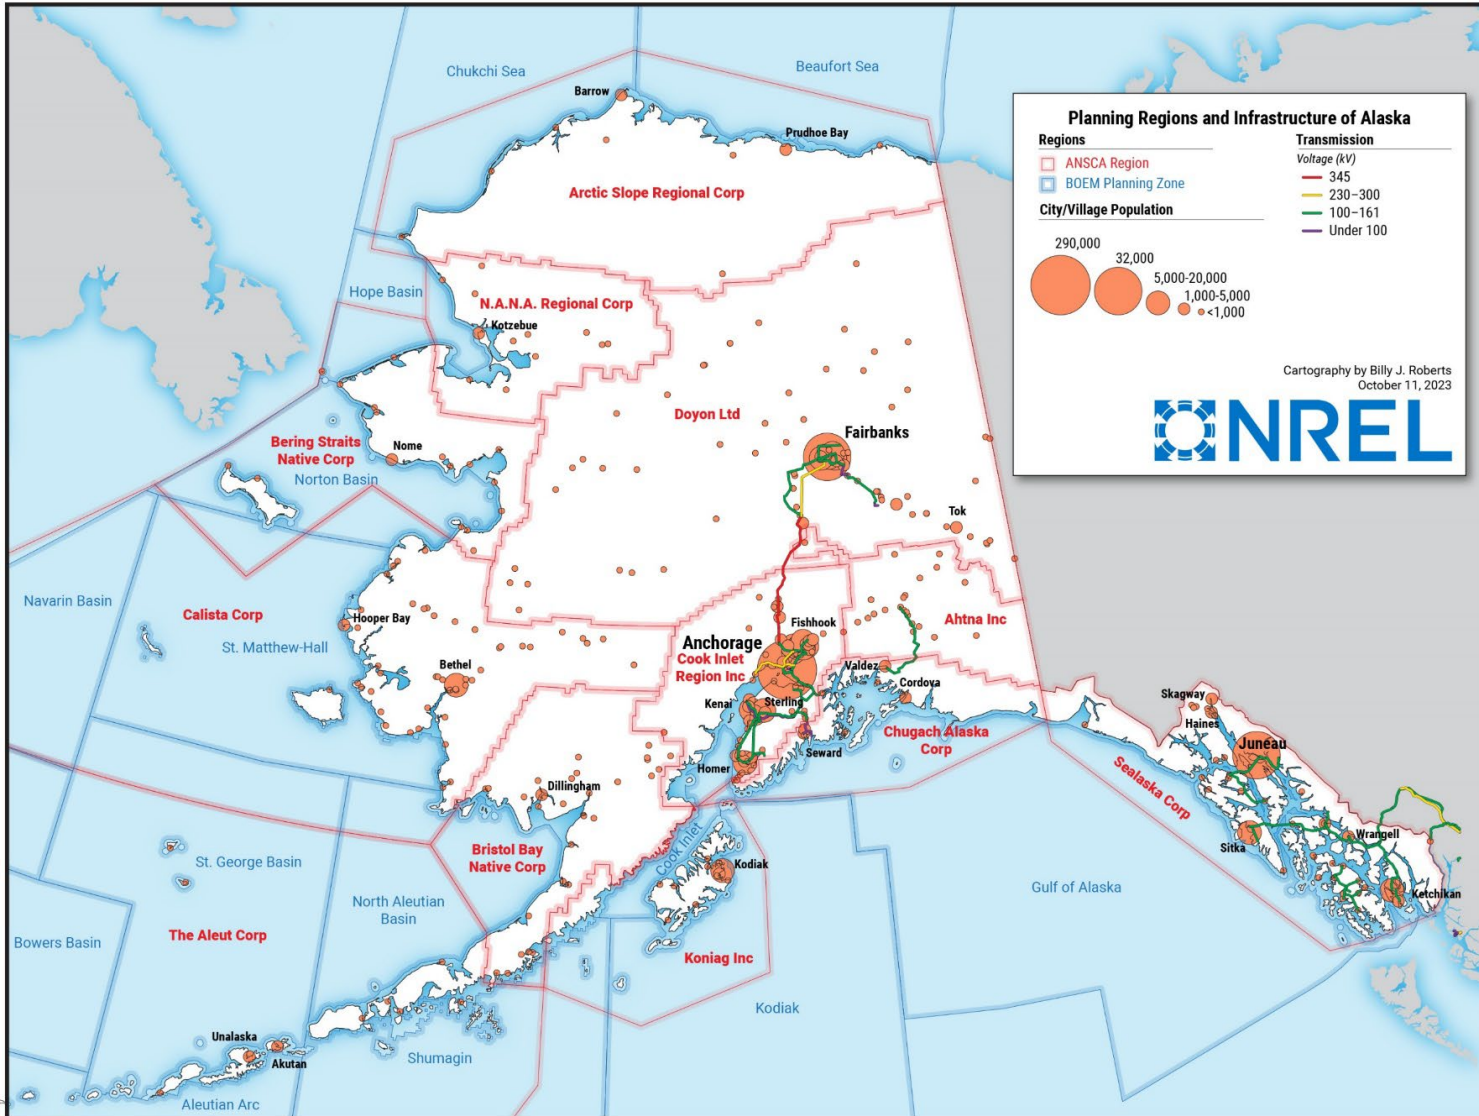 Chukchi Sea
Beaufort Sea
Barrow
Prudhoe Bay
Arctic Slope Regional Corp
Planning Regions and Infrastructure of Alaska
Regions
ANSCA Region
BOEM Planning Zone
City/Village Population
290,000
32,000
5,000-20,000
1,000-5,000
<1,000
Transmission
Voltage (kV)
345
230–300
100–161
Under 100
Cartography by Billy J. Roberts
October 11, 2023
NREL
Hope Basin
N.A.N.A. Regional Corp
Kotzebue
Doyon Ltd
Fairbanks
Bering Straits
Native Corp
Nome
Norton Basin
Tok
Navarin Basin
Calista Corp
Hooper Bay
St. Matthew-Hall
Bethel
Fishhook
Anchorage
Cook Inlet
Region Inc
Ahtna Inc
Valdez
Cordova
Kenai
Sterling
Chugach Alaska
Corp
Seward
Homer
Skagway
Haines
Juneau
Sealaska Corp
Dillingham
Bristol Bay
Native Corp
Cook Inlet
Kodiak
Sitka
Wrangell
Ketchikan
St. George Basin
North Aleutian
Basin
Gulf of Alaska
Bowers Basin
The Aleut Corp
Koniag Inc
Kodiak
Unalaska
Akutan
Shumagin
Aleutian Arc